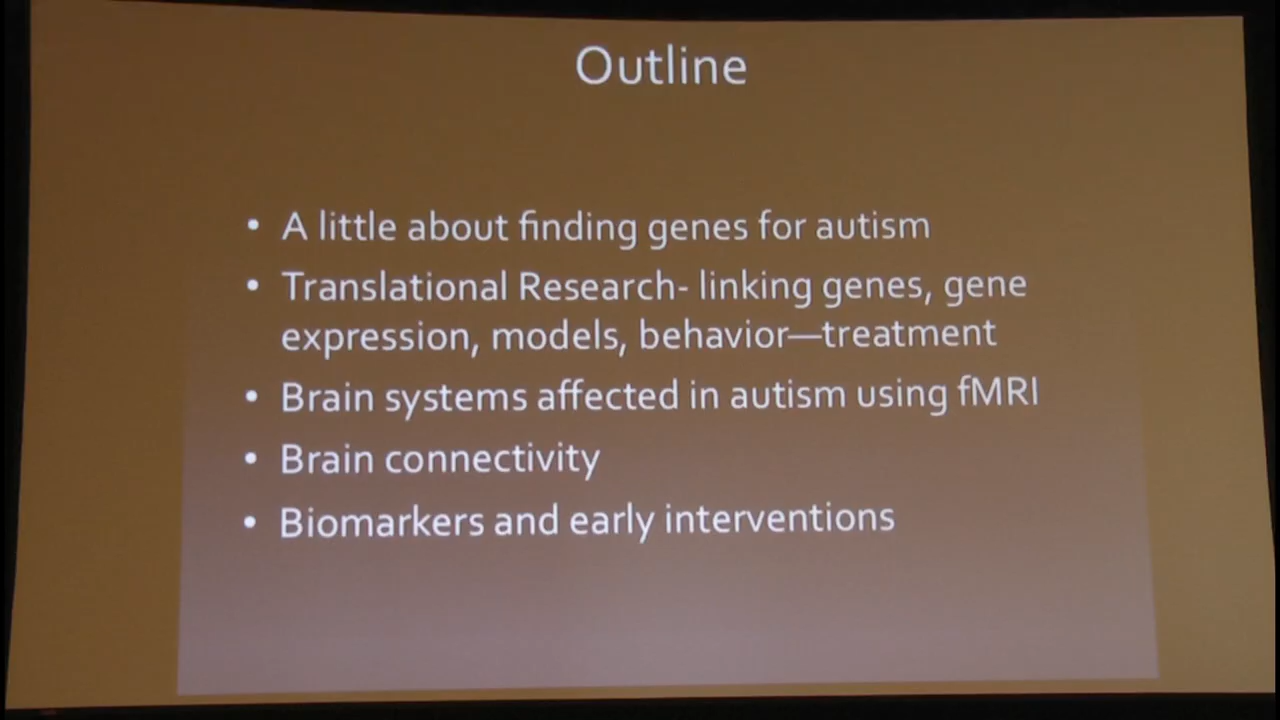 Outline
• A little about finding genes for autism
• Translational Research- linking genes, gene
expression, models, behavior—treatment
• Brain systems affected in autism using fMRI
• Brain connectivity
• Biomarkers and early interventions